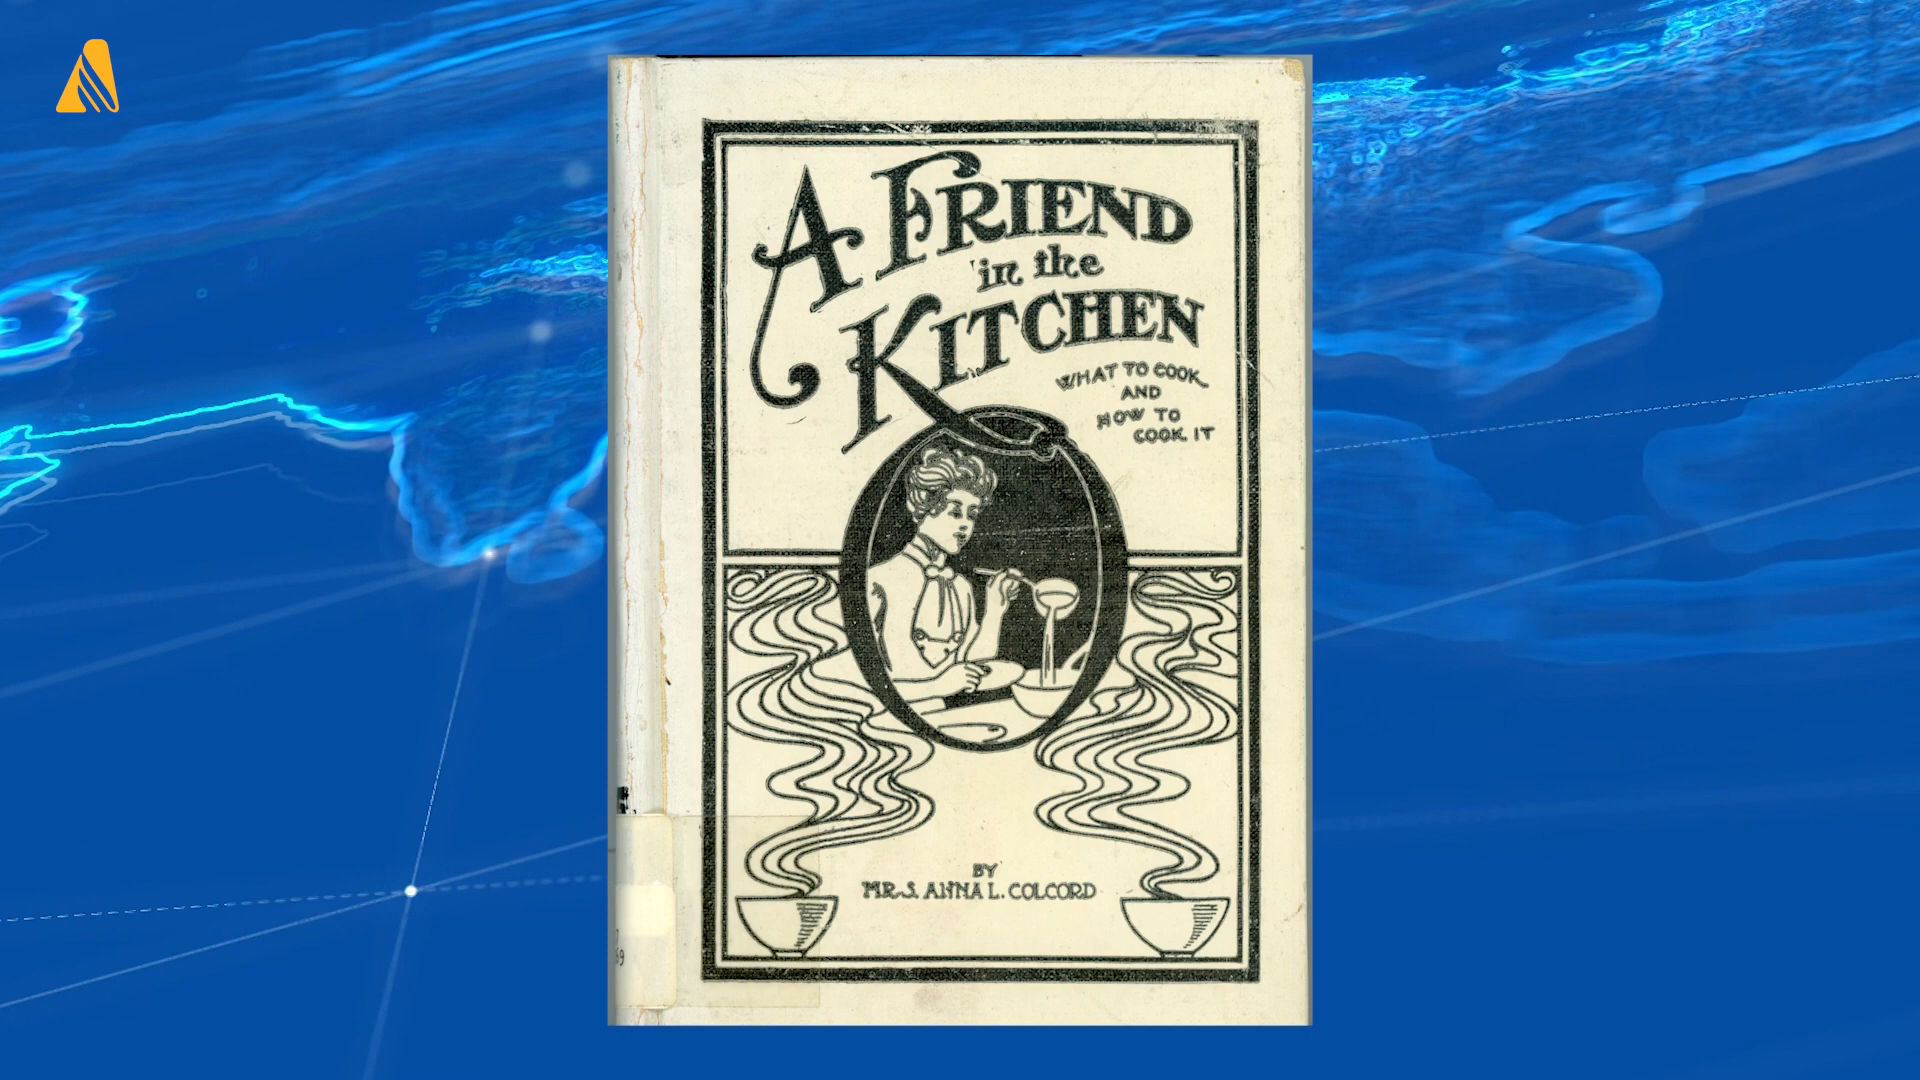 A FRIEND
in the
KITCHEN
WHAT TO COOK
AND
HOW TO
COOK IT
BY
MRS. ANNA L. COLCORD